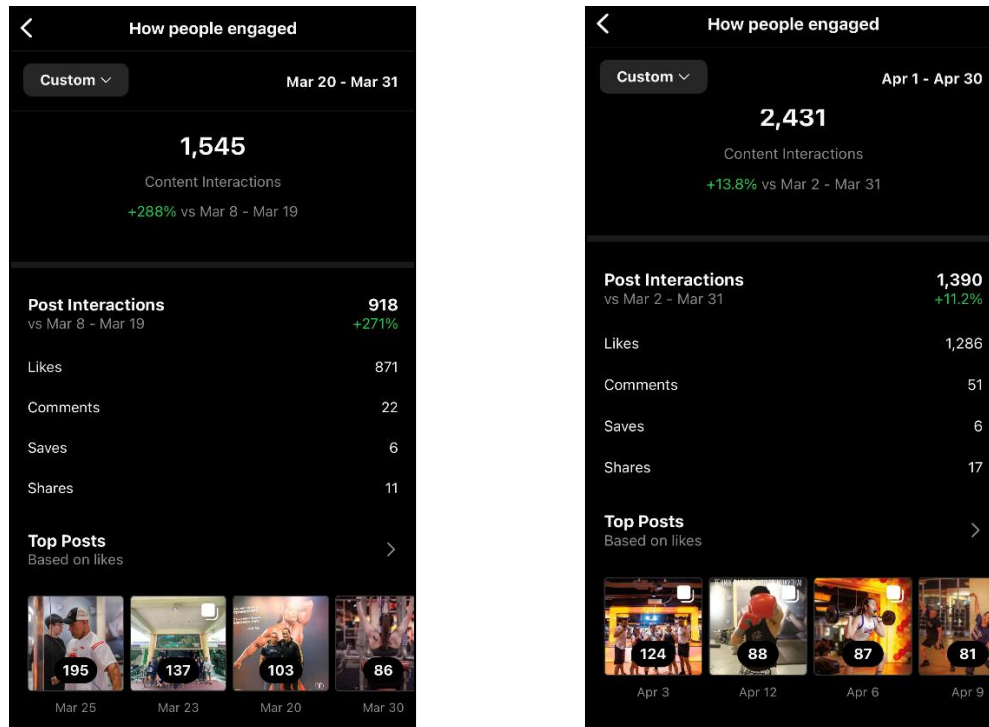 How people engaged
Custom
Mar 20 - Mar 31
1,545
Content Interactions
+288% vs Mar 8 - Mar 19
Post Interactions
918
vs Mar 8 - Mar 19
+271%
Likes
871
Comments
22
Saves
6
Shares
11
Top Posts
Based on likes
195
137
103
86
Mar 25
Mar 23
Mar 20
Mar 30
How people engaged
Custom
Apr 1 - Apr 30
2,431
Content Interactions
+13.8% vs Mar 2 - Mar 31
Post Interactions
1,390
vs Mar 2 - Mar 31
+11.2%
Likes
1,286
Comments
51
Saves
6
Shares
17
Top Posts
Based on likes
124
88
87
81
Apr 3
Apr 12
Apr 6
Apr 9